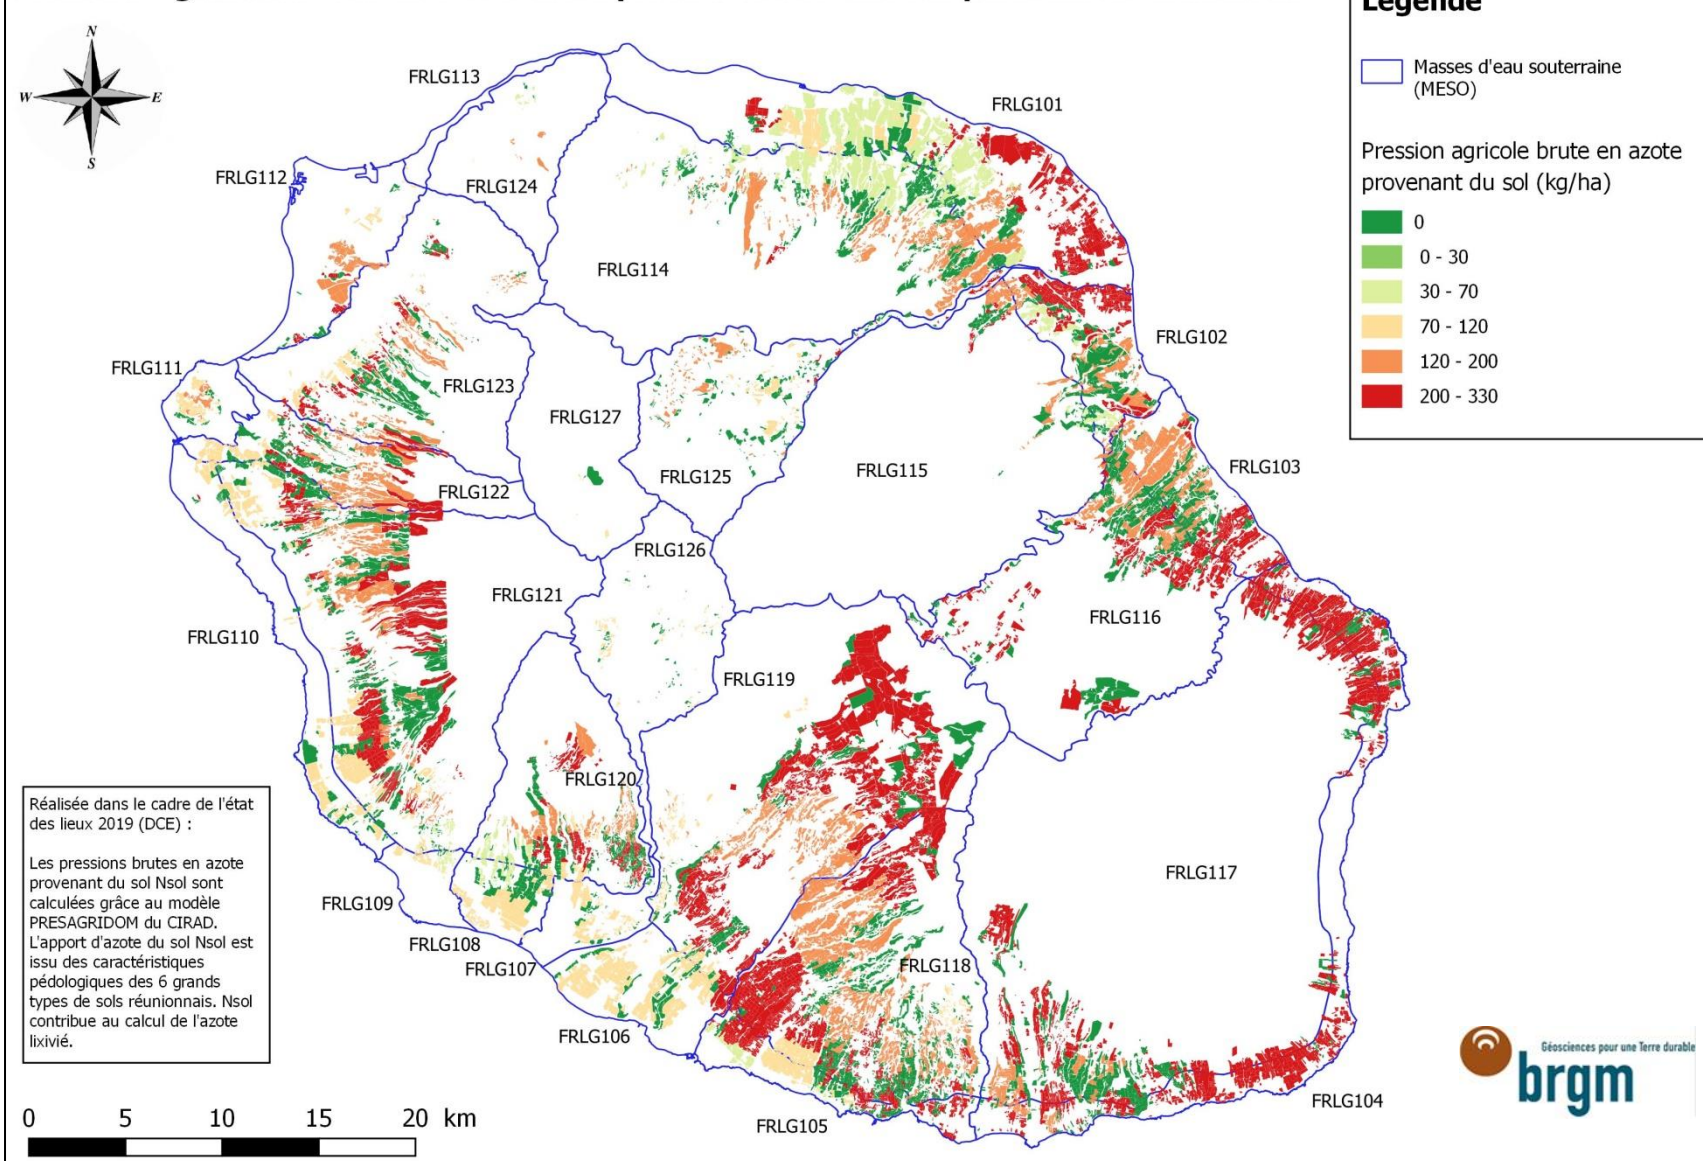 Légende
Masses d'eau souterraine
(MESO)
Pression agricole brute en azote
provenant du sol (kg/ha)
0
0 - 30
30 - 70
70 - 120
120 - 200
200 - 330
N
W
E
S
FRLG113
FRLG101
FRLG112
FRLG124
FRLG114
FRLG102
FRLG111
FRLG123
FRLG127
FRLG125
FRLG115
FRLG103
FRLG122
FRLG126
FRLG121
FRLG110
FRLG116
FRLG119
FRLG120
FRLG117
FRLG109
FRLG108
FRLG107
FRLG118
FRLG106
FRLG105
FRLG104
Réalisée dans le cadre de l'état
des lieux 2019 (DCE) :
Les pressions brutes en azote
provenant du sol Nsol sont
calculées grâce au modèle
PRESAGRIDOM du CIRAD.
L'apport d'azote du sol Nsol est
issu des caractéristiques
pédologiques des 6 grands
types de sols réunionnais. Nsol
contribue au calcul de l'azote
lixivié.
0 5 10 15 20 km
Géosciences pour une Terre durable
brgm